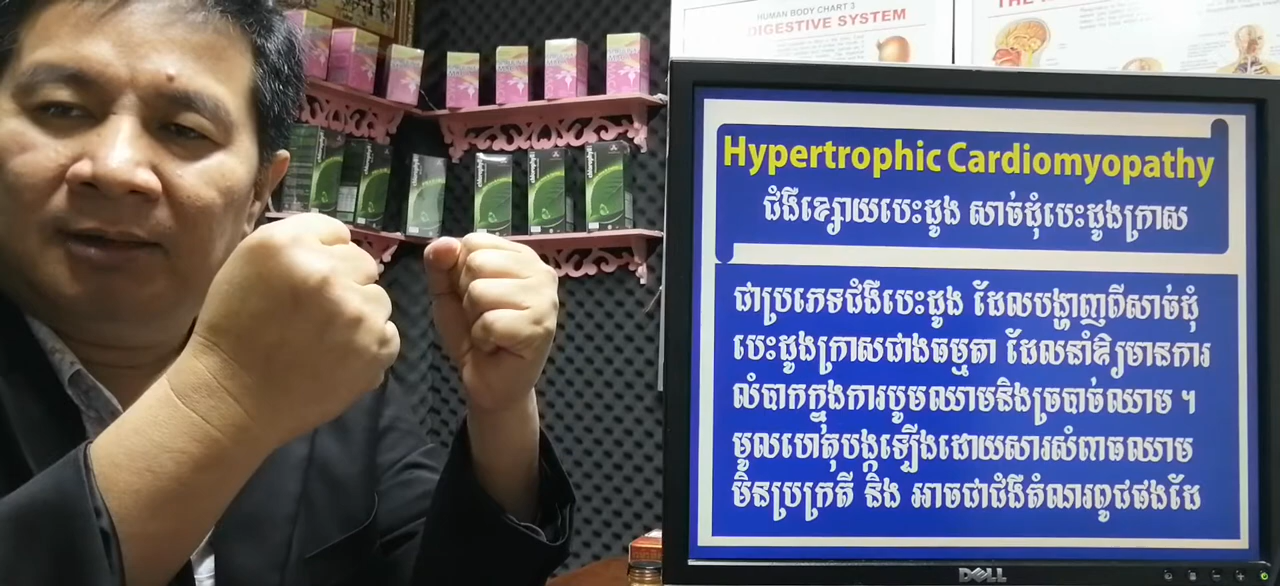 HUMAN BODY CHART 3
DIGESTIVE SYSTEM
Hypertrophic Cardiomyopathy
ជំងឺខ្សោយបេះដូង សាច់ដុំបេះដូងក្រាស
ជាប្រភេទជំងឺបេះដូង ដែលបង្ហាញពីសាច់ដុំ
បេះដូងក្រាសជាងធម្មតា ដែលនាំឱ្យមានការ
លំបាកក្នុងការបូមឈាមនិងច្របាច់ឈាម ។
មូលហេតុបង្កឡើងដោយសារសំពាធឈាម
មិនប្រក្រតី និង អាចជាជំងឺតំណរពូជផងដែ
DELL